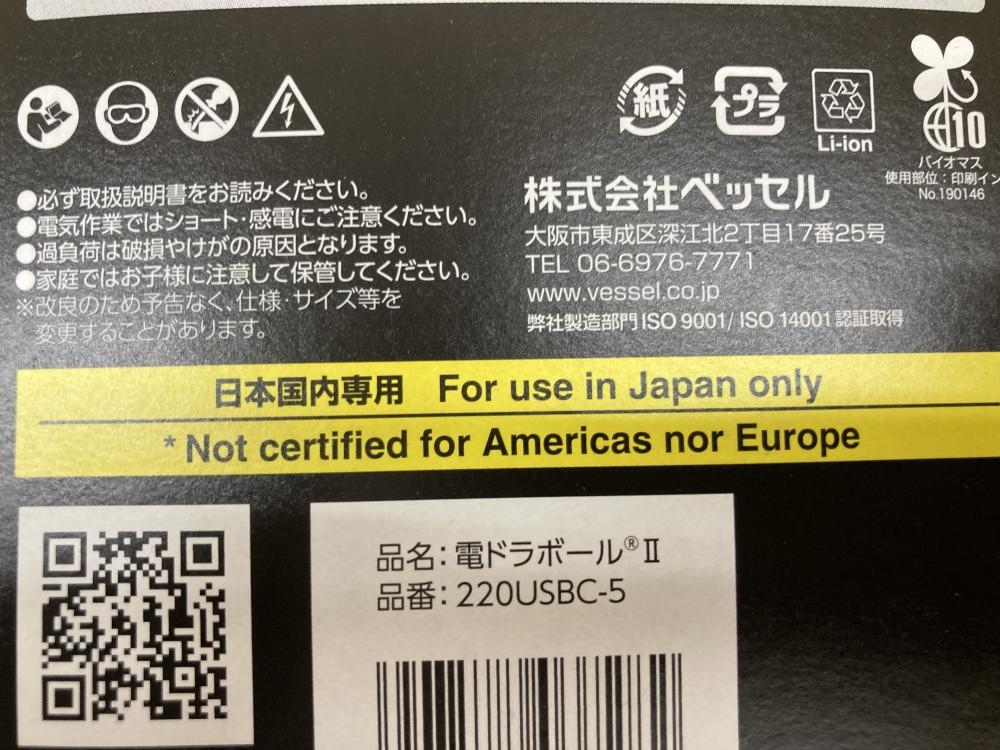 紙
プラ
Li-ion
10
バイオマス
使用部位：印刷イン
No.190146
●必ず取扱説明書をお読みください。
●電気作業ではショート・感電にご注意ください。
●過負荷は破損やけがの原因となります。
●家庭ではお子様に注意して保管してください。
※改良のため予告なく、仕様・サイズ等を
変更することがあります。
株式会社ベッセル
大阪市東成区深江北2丁目17番25号
TEL 06-6976-7771
www.vessel.co.jp
弊社製造部門 ISO 9001/ ISO 14001 認証取得
日本国内専用 For use in Japan only
*Not certified for Americas nor Europe
品名：電ドラボール®Ⅱ
品番：220USBC-5